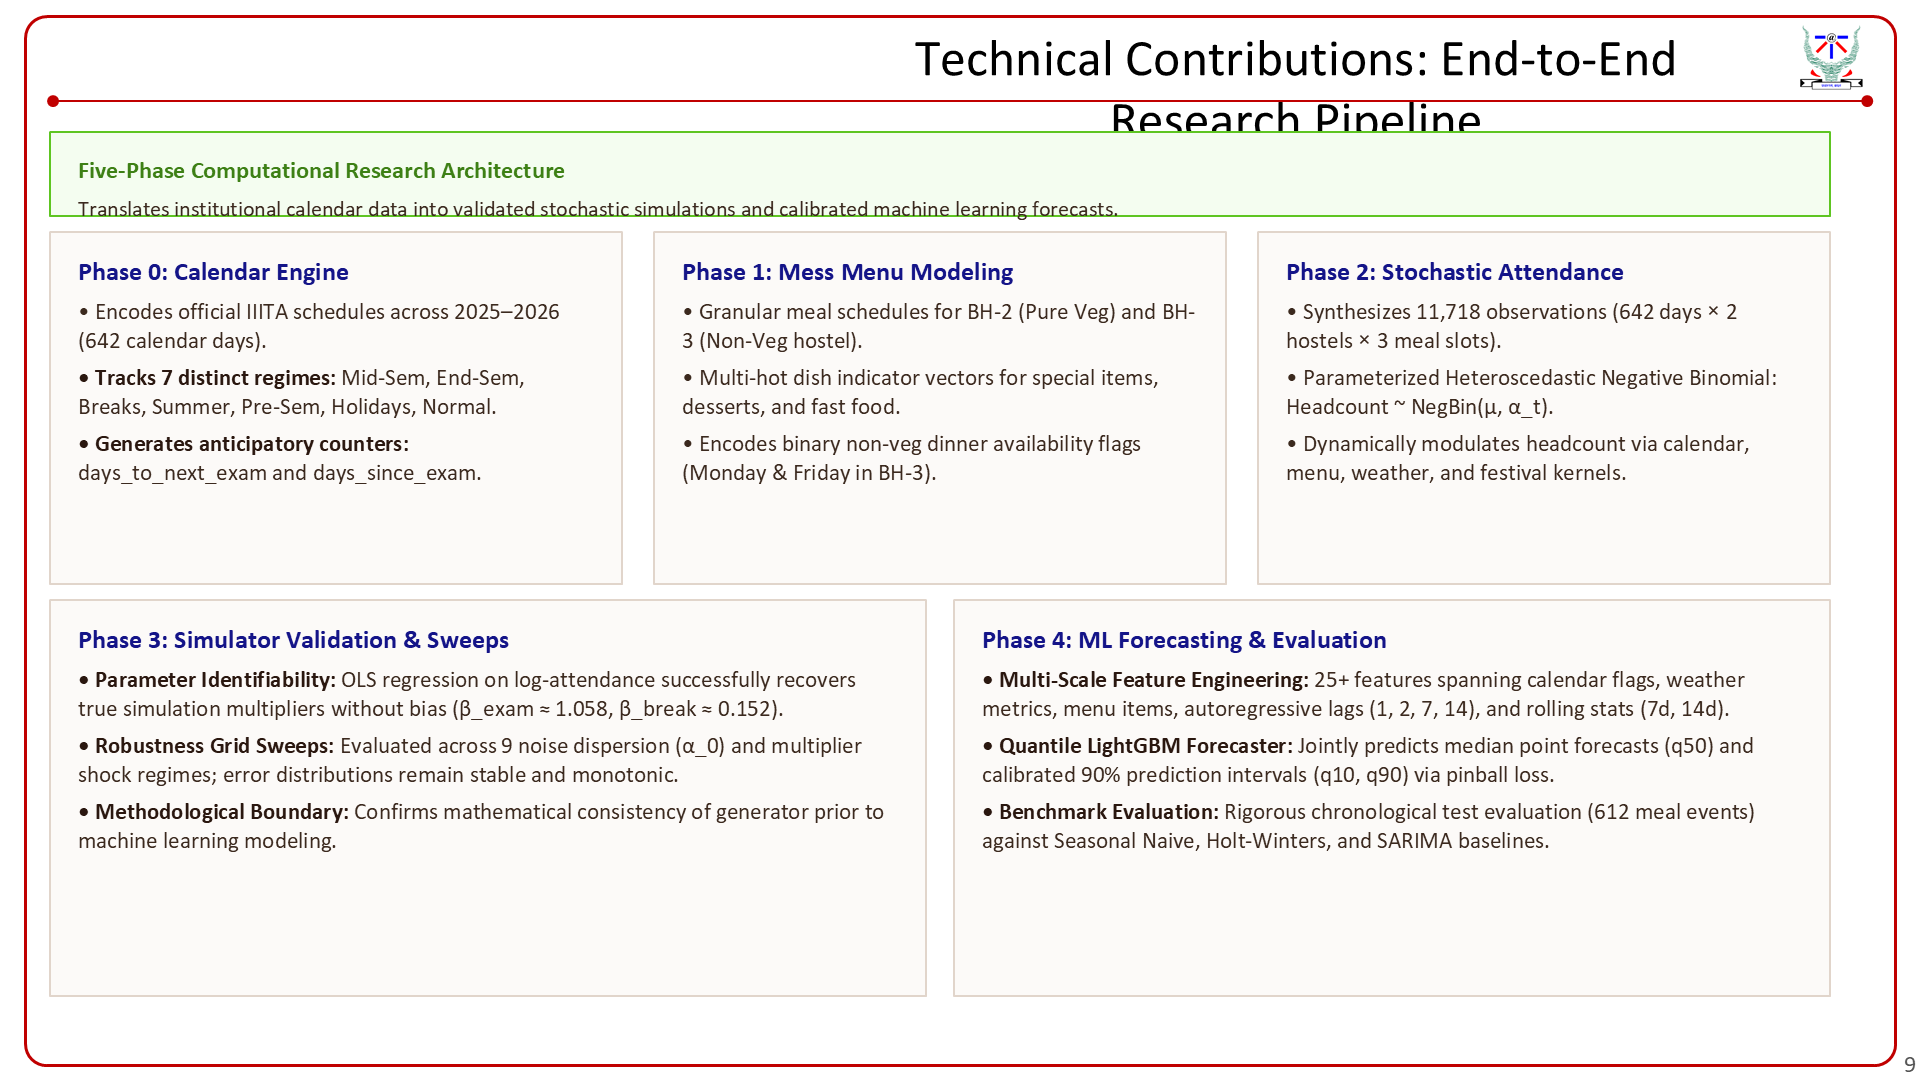 Technical Contributions: End-to-End
Research Pipeline
Five-Phase Computational Research Architecture
Translates institutional calendar data into validated stochastic simulations and calibrated machine learning forecasts.
Phase 0: Calendar Engine
• Encodes official IIITA schedules across 2025–2026
(642 calendar days).
• Tracks 7 distinct regimes: Mid-Sem, End-Sem,
Breaks, Summer, Pre-Sem, Holidays, Normal.
• Generates anticipatory counters:
days_to_next_exam and days_since_exam.
Phase 1: Mess Menu Modeling
• Granular meal schedules for BH-2 (Pure Veg) and BH-
3 (Non-Veg hostel).
• Multi-hot dish indicator vectors for special items,
desserts, and fast food.
• Encodes binary non-veg dinner availability flags
(Monday & Friday in BH-3).
Phase 2: Stochastic Attendance
• Synthesizes 11,718 observations (642 days × 2
hostels × 3 meal slots).
• Parameterized Heteroscedastic Negative Binomial:
Headcount ~ NegBin(μ, α_t).
• Dynamically modulates headcount via calendar,
menu, weather, and festival kernels.
Phase 3: Simulator Validation & Sweeps
• Parameter Identifiability: OLS regression on log-attendance successfully recovers
true simulation multipliers without bias (β_exam ≈ 1.058, β_break ≈ 0.152).
• Robustness Grid Sweeps: Evaluated across 9 noise dispersion (α_0) and multiplier
shock regimes; error distributions remain stable and monotonic.
• Methodological Boundary: Confirms mathematical consistency of generator prior to
machine learning modeling.
Phase 4: ML Forecasting & Evaluation
• Multi-Scale Feature Engineering: 25+ features spanning calendar flags, weather
metrics, menu items, autoregressive lags (1, 2, 7, 14), and rolling stats (7d, 14d).
• Quantile LightGBM Forecaster: Jointly predicts median point forecasts (q50) and
calibrated 90% prediction intervals (q10, q90) via pinball loss.
• Benchmark Evaluation: Rigorous chronological test evaluation (612 meal events)
against Seasonal Naive, Holt-Winters, and SARIMA baselines.
9